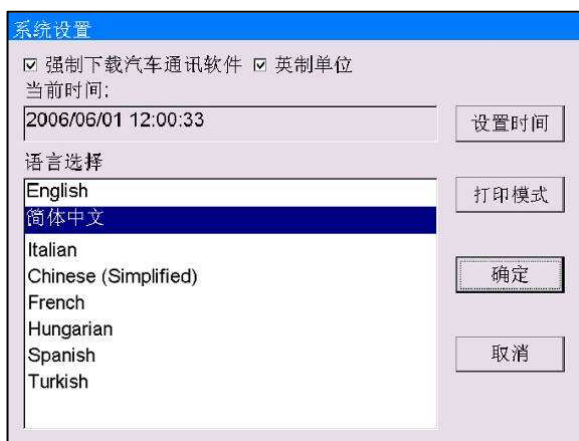 系统设置
强制下载汽车通讯软件 英制单位
当前时间:
2006/06/01 12:00:33
设置时间
语言选择
English
打印模式
简体中文
Italian
Chinese (Simplified)
确定
French
Hungarian
Spanish
取消
Turkish